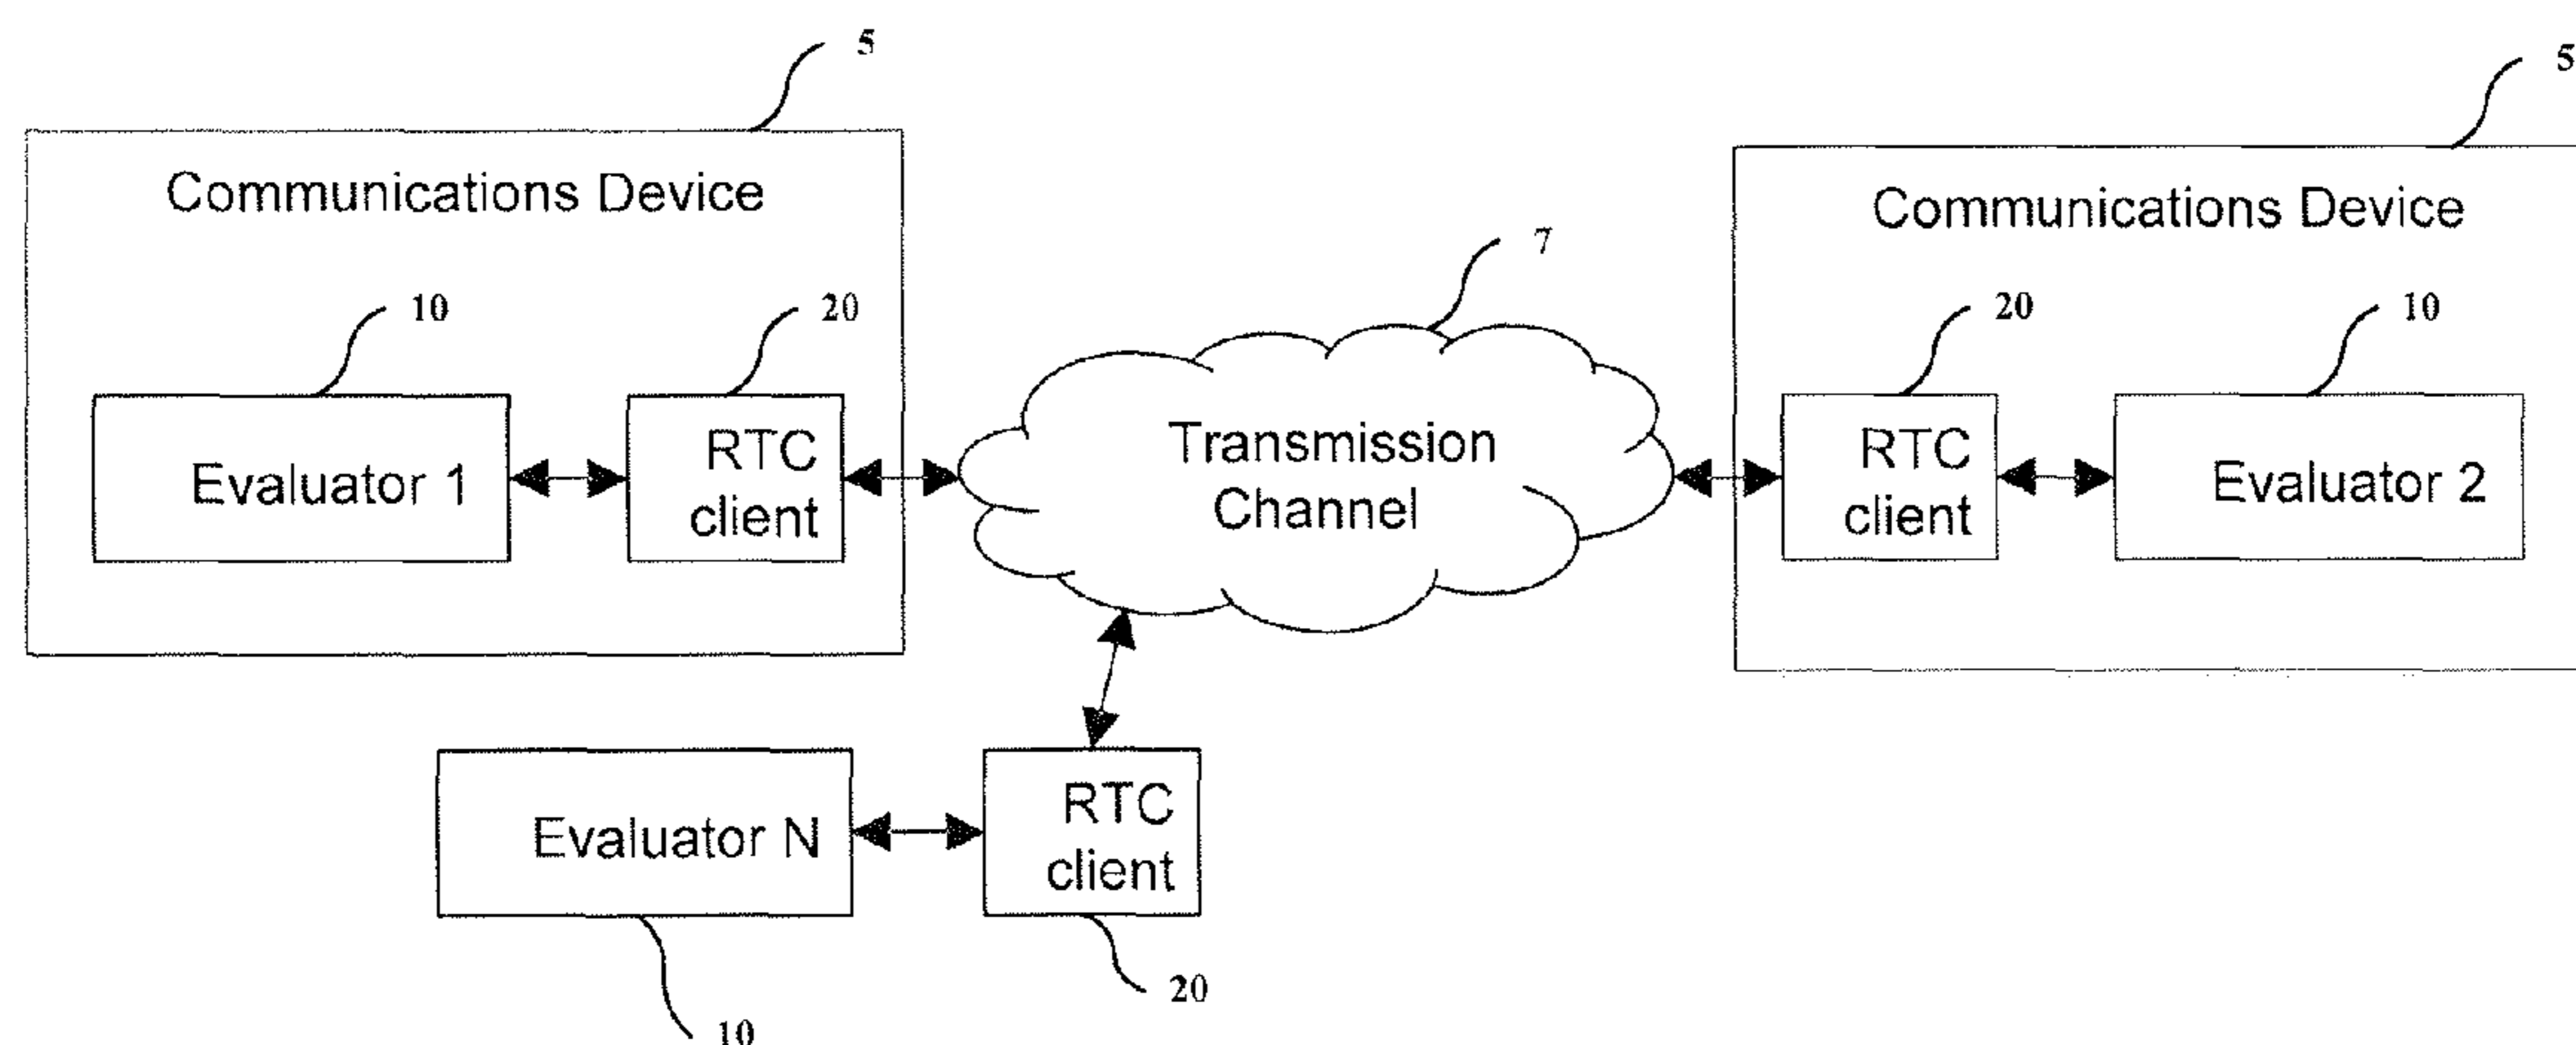 5
5
Communications Device
Communications Device
7
10
20
20
10
Evaluator 1
RTC
client
Transmission
Channel
RTC
client
Evaluator 2
Evaluator N
RTC
client
20
10